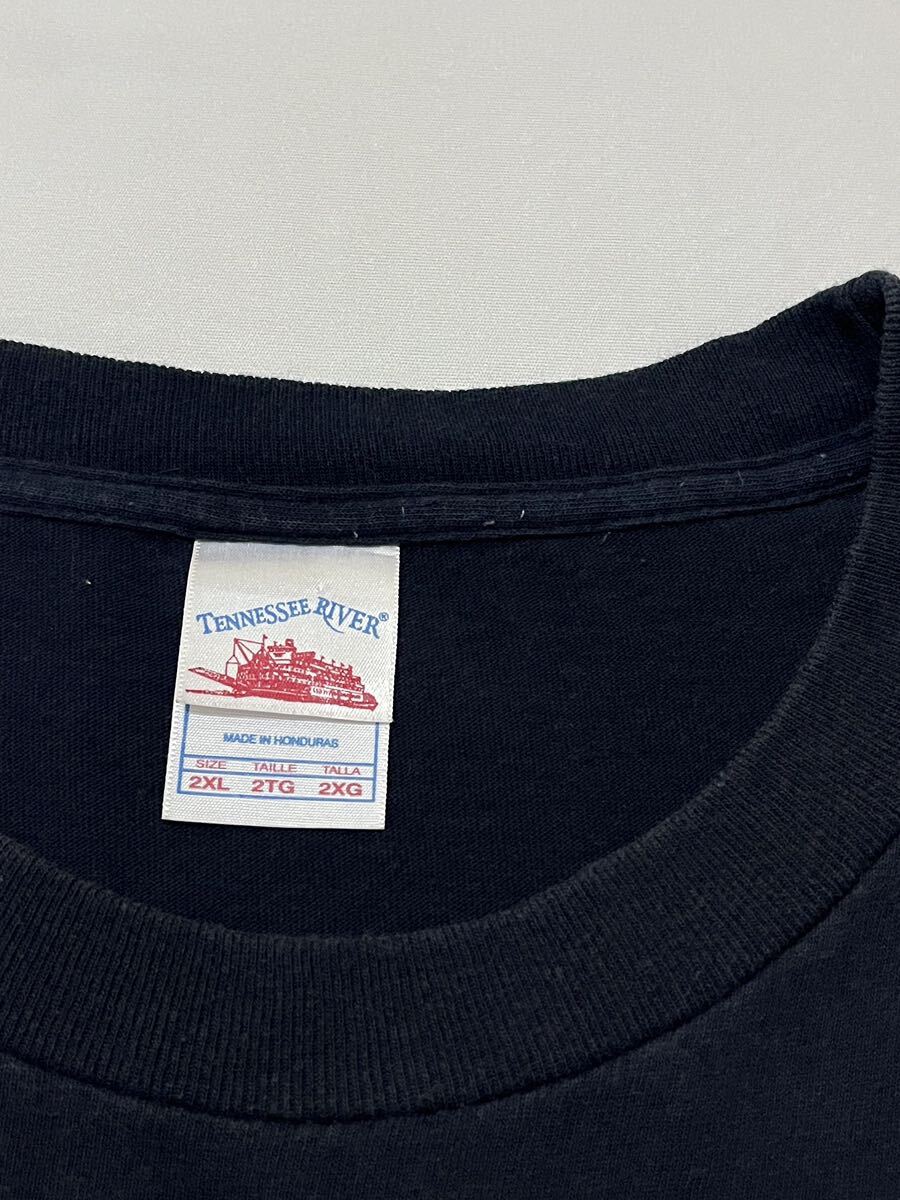 TENNESSEE RIVER®
MADE IN HONDURAS
SIZE TAILLE TALLA
2XL 2TG 2XG